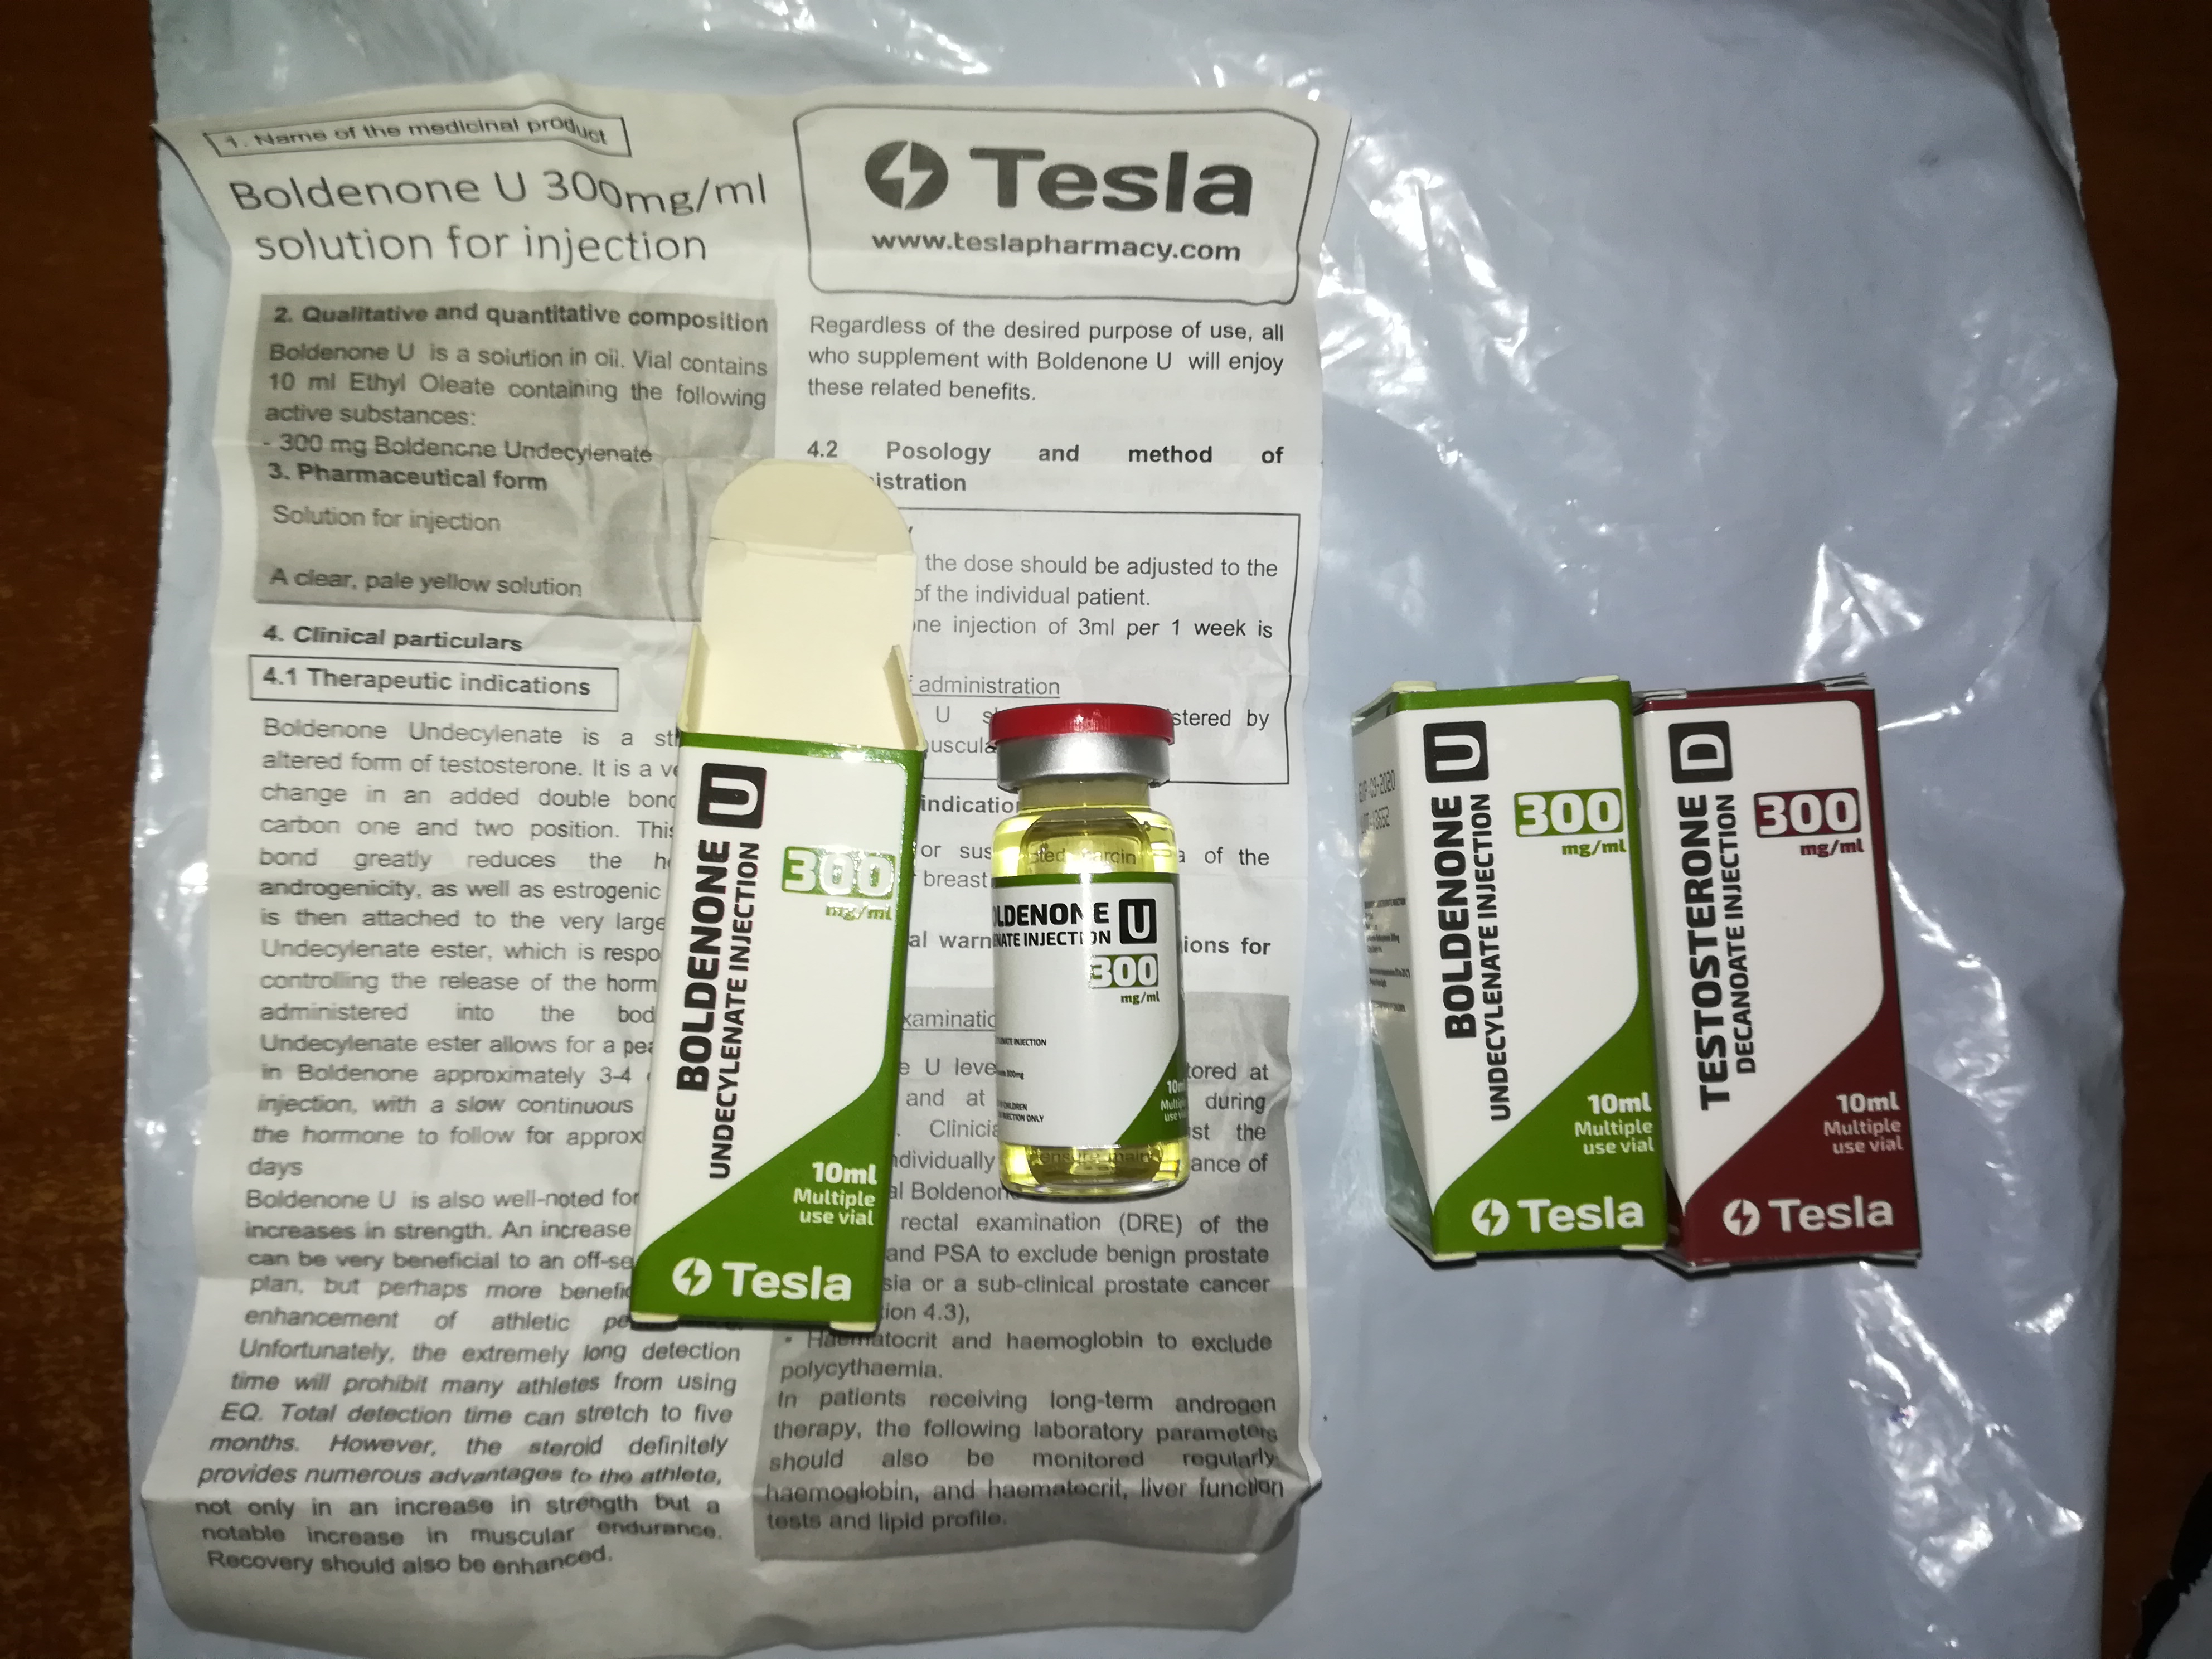 1. Name of the medicinal product
Boldenone U 300mg/ml
solution for injection
2. Qualitative and quantitative composition
Boldenone U is a solution in oil. Vial contains
10 ml Ethyl Oleate containing the following
active substances:
- 300 mg Boldenone Undecylenate
3. Pharmaceutical form
Solution for injection
A clear, pale yellow solution
4. Clinical particulars
4.1 Therapeutic indications
Boldenone Undecylenate is a
altered form of testosterone. It is a
change in an added double
carbon one and two position.
bond greatly reduces the
androgenicity, as well as estrogenic
is then attached to the very large
Undecylenate ester, which is
controlling the release of the
administered into the
Undecylenate ester allows for a
in Boldenone approximately 3-4
injection, with a slow continuous
the hormone to follow for
days
Boldenone U is also well-noted for
increases in strength. An increase
can be very beneficial to an
plan, but perhaps more
enhancement of athletic
Unfortunately, the extremely long detection
time will prohibit many athletes from using
EQ. Total detection time can stretch to five
months. However, the steroid definitely
provides numerous advantages to the athlete,
not only in an increase in strength but a
notable increase in muscular endurance.
Recovery should also be enhanced.
Tesla
www.teslapharmacy.com
Regardless of the desired purpose of use, all
who supplement with Boldenone U will enjoy
these related benefits.
4.2 Posology and method of
istration
the dose should be adjusted to the
of the individual patient.
injection of 3ml per 1 week is
administration
U stered by
or sus of the
breast
al warn ions for
U tored at
and at during
the
dividually ance of
al
rectal examination (DRE) of the
and PSA to exclude benign prostate
or a sub-clinical prostate cancer
4.3),
• Haematocrit and haemoglobin to exclude
polycythaemia.
In patients receiving long-term androgen
therapy, the following laboratory parameters
should also be monitored regularly:
haemoglobin, and haematocrit, liver function
tests and lipid profile.
BOLDENONE U
UNDECYLENATE INJECTION
300
mg/ml
10ml
Multiple
use vial
Tesla
LDENONE U
NATE INJECTION
300
mg/ml
BOLDENONE U
UNDECYLENATE INJECTION
300
mg/ml
10ml
Multiple
use vial
Tesla
TESTOSTERONE D
DECANOATE INJECTION
300
mg/ml
10ml
Multiple
use vial
Tesla